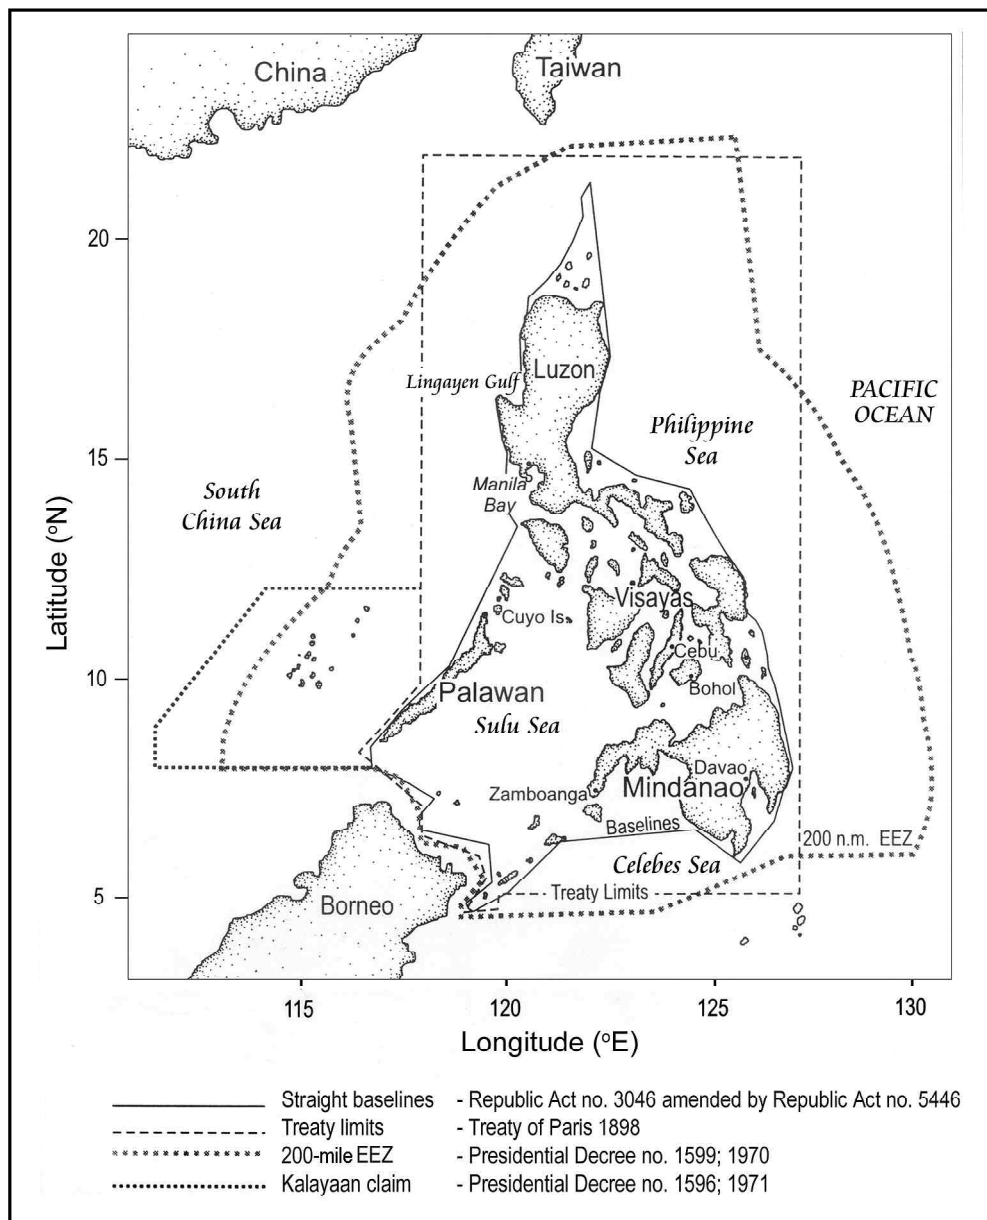 China
Taiwan
20
Luzon
Lingayen Gulf
PACIFIC
OCEAN
Philippine
Sea
15
Manila
Bay
South
China Sea
Latitude (°N)
Visayas
Cuyo Is.
Cebu
10
Palawan
Bohol
Sulu Sea
Davao
Zamboanga
Mindanao
Baselines
200 n.m. EEZ
Celebes Sea
Treaty Limits
5
Borneo
115
120
125
130
Longitude (°E)
Straight baselines - Republic Act no. 3046 amended by Republic Act no. 5446
Treaty limits - Treaty of Paris 1898
200-mile EEZ - Presidential Decree no. 1599; 1970
Kalayaan claim - Presidential Decree no. 1596; 1971